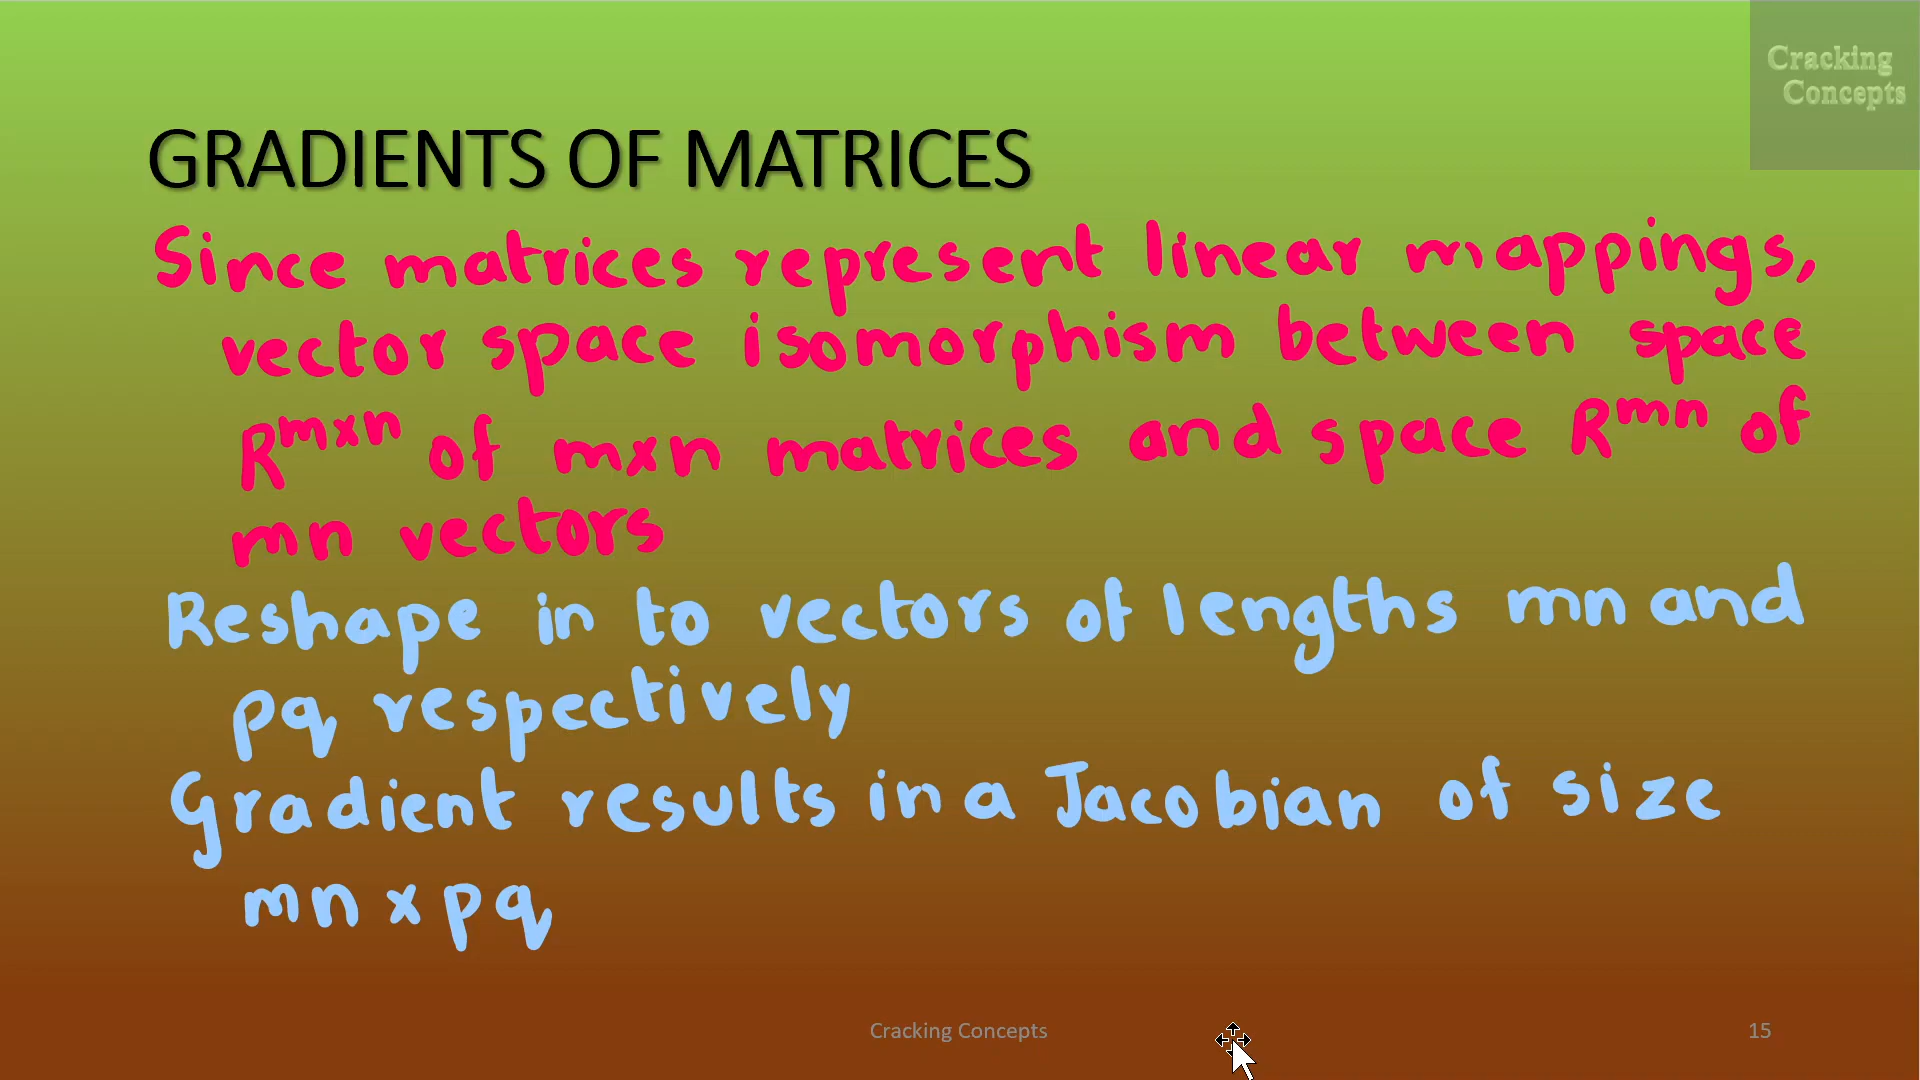 Cracking
Concepts
GRADIENTS OF MATRICES
Since matrices represent linear mappings,
vector space isomorphism between space
R^mxn of mxn matrices and space R^mn of
mn vectors
Reshape in to vectors of lengths mn and
pq respectively
Gradient results in a Jacobian of size
mn x pq
Cracking Concepts
15